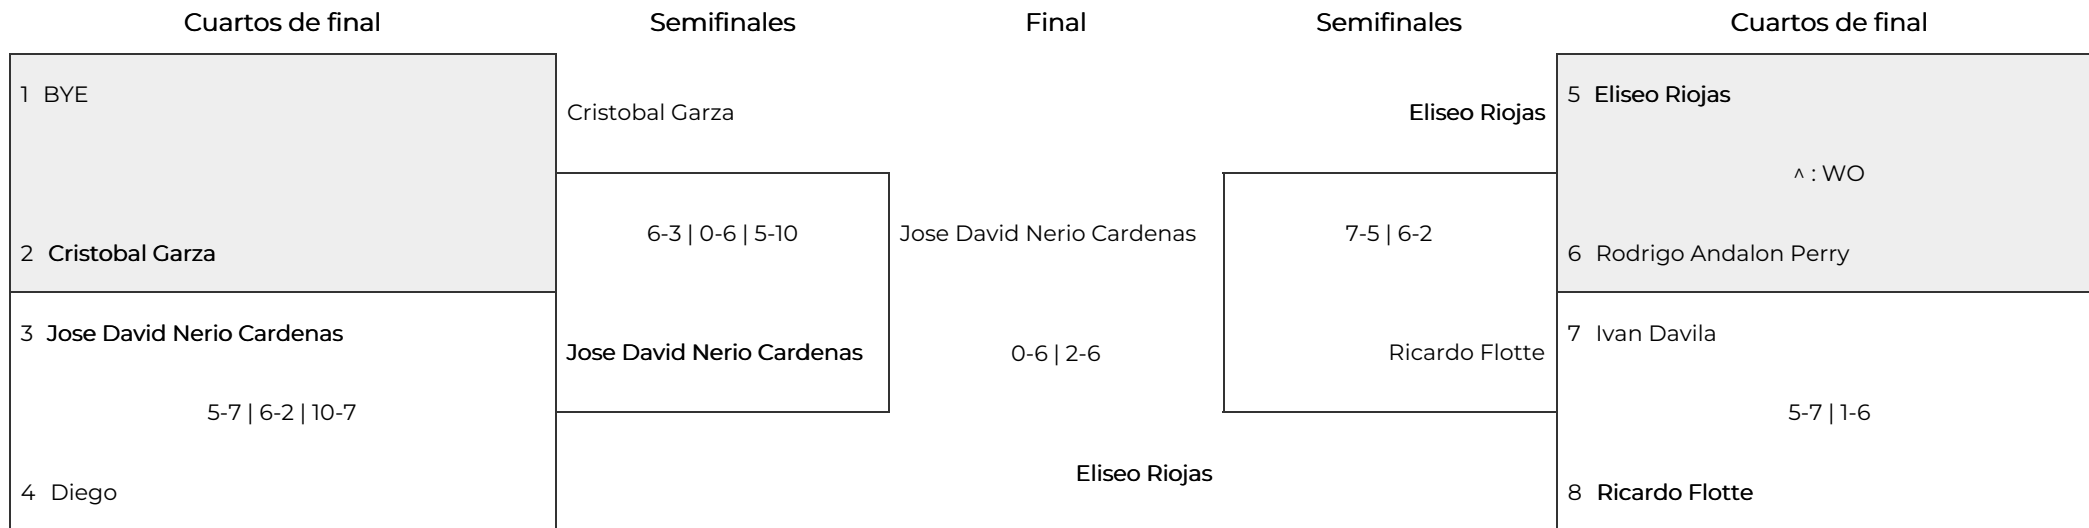 Cuartos de final
Semifinales
Final
Semifinales
Cuartos de final
1 BYE
2 Cristobal Garza
3 Jose David Nerio Cardenas
5-7 | 6-2 | 10-7
4 Diego
Cristobal Garza
6-3 | 0-6 | 5-10
Jose David Nerio Cardenas
Jose David Nerio Cardenas
0-6 | 2-6
Eliseo Riojas
Eliseo Riojas
7-5 | 6-2
Ricardo Flotte
5 Eliseo Riojas
^ : WO
6 Rodrigo Andalon Perry
7 Ivan Davila
5-7 | 1-6
8 Ricardo Flotte